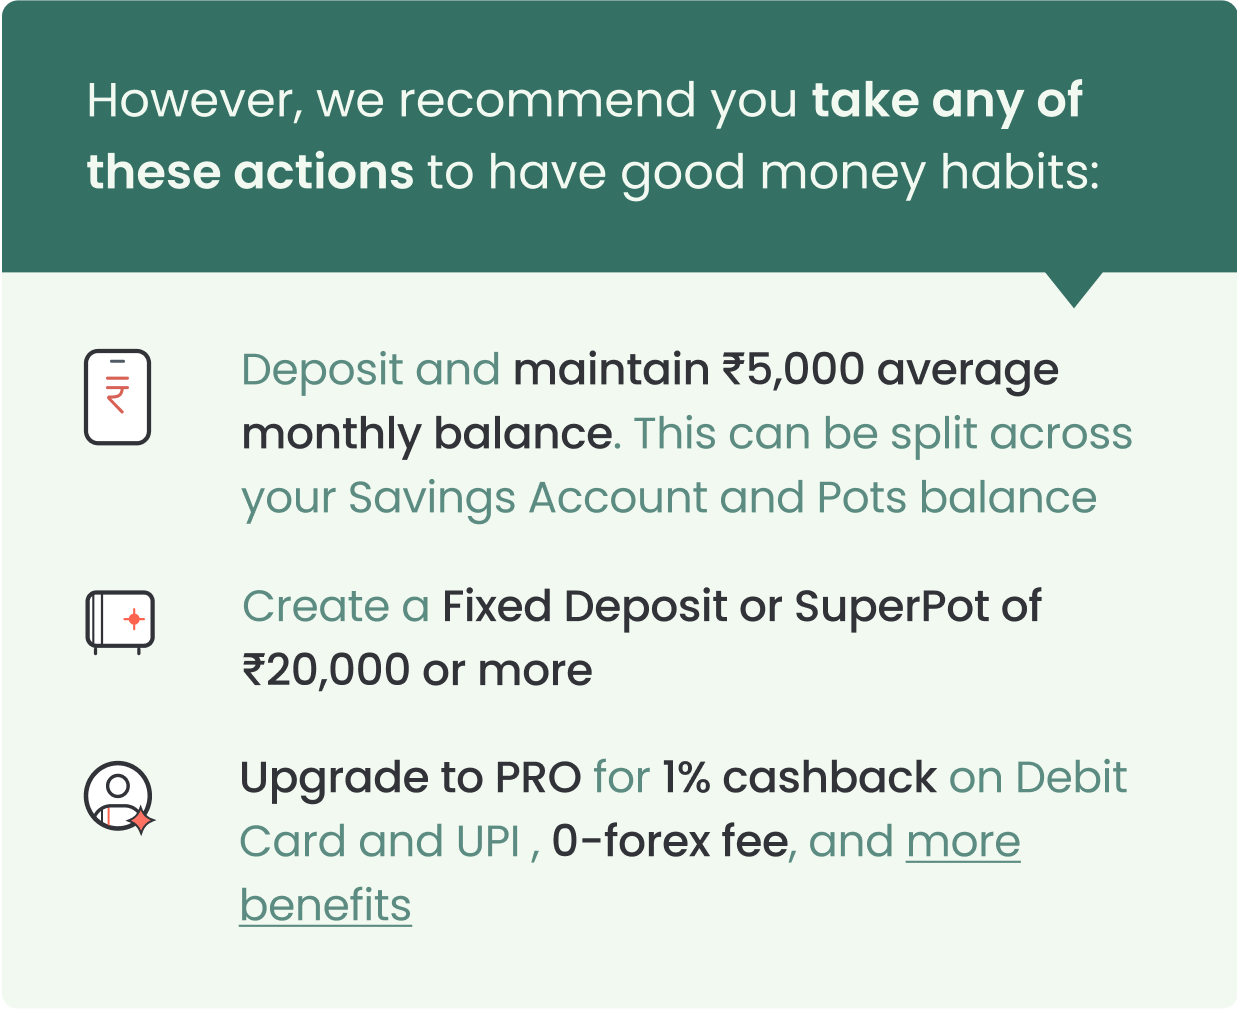 However, we recommend you take any of
these actions to have good money habits:
₹
Deposit and maintain ₹5,000 average
monthly balance. This can be split across
your Savings Account and Pots balance
Create a Fixed Deposit or SuperPot of
₹20,000 or more
Upgrade to PRO for 1% cashback on Debit
Card and UPI , 0-forex fee, and more
benefits